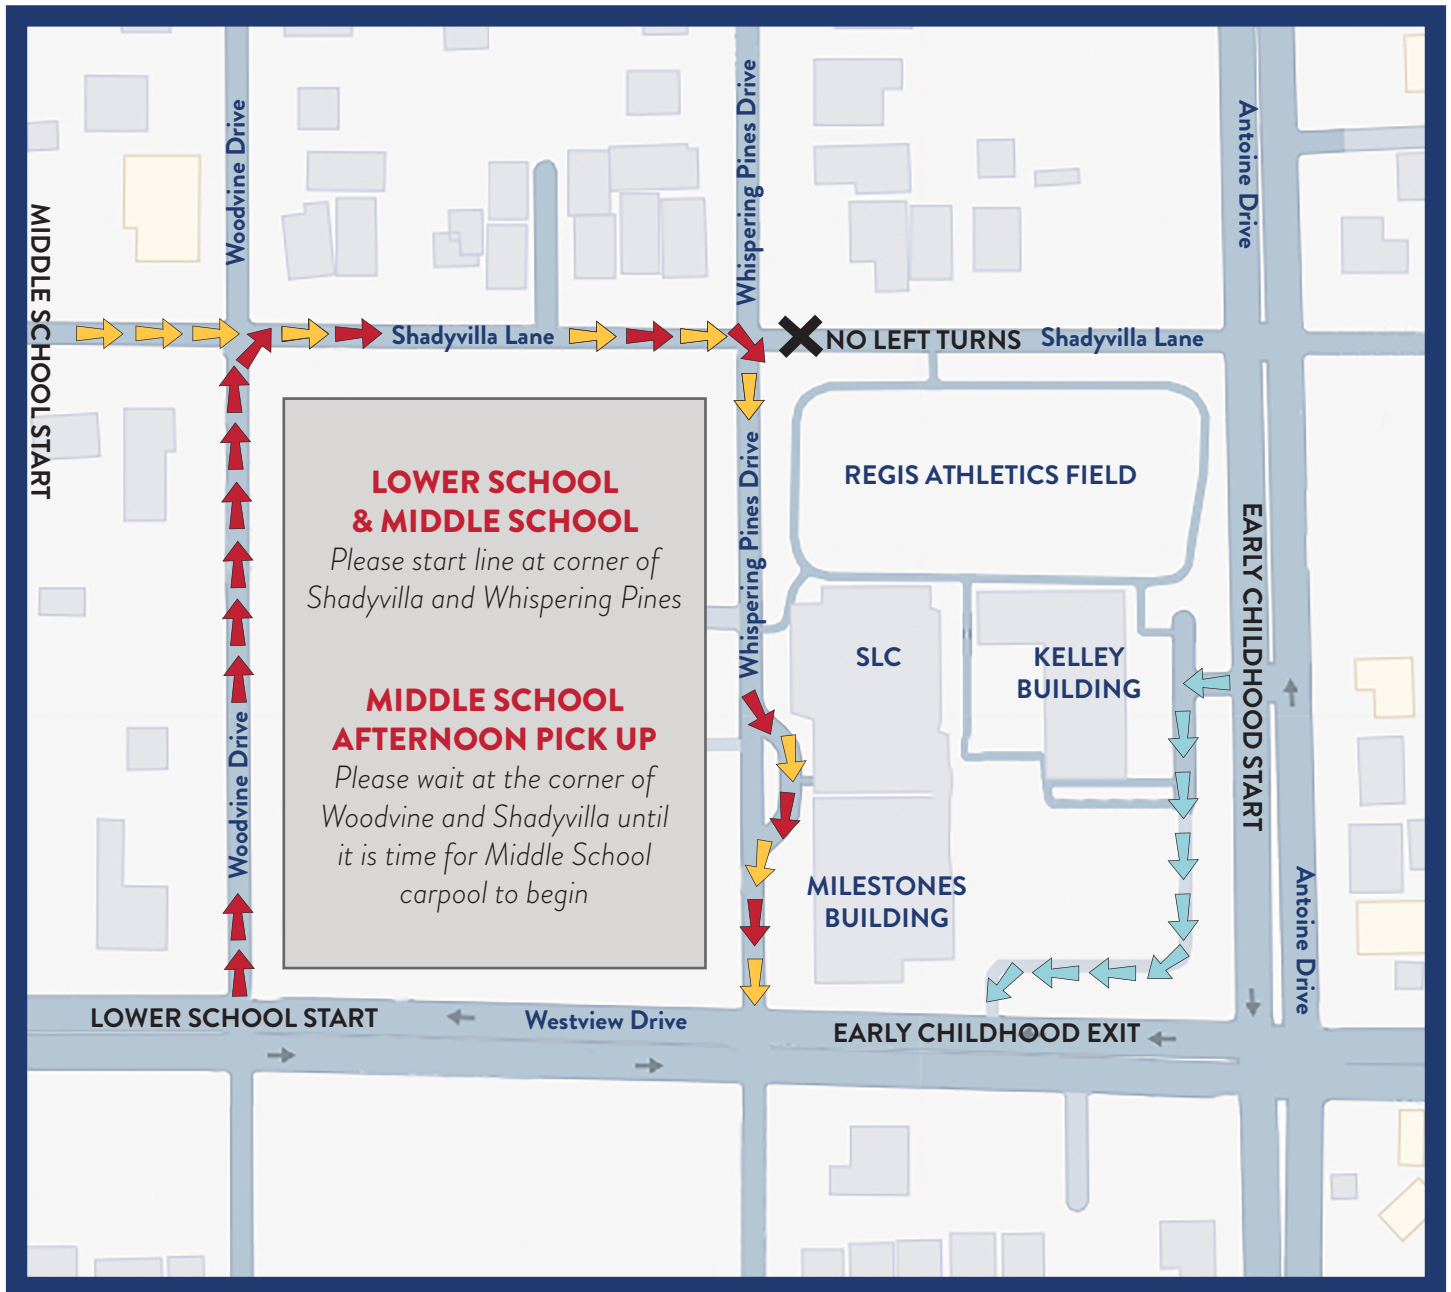 Woodvine Drive
Whispering Pines Drive
Antoine Drive
MIDDLE SCHOOL START
Shadyvilla Lane
NO LEFT TURNS
Shadyvilla Lane
LOWER SCHOOL
& MIDDLE SCHOOL
Please start line at corner of
Shadyvilla and Whispering Pines
MIDDLE SCHOOL
AFTERNOON PICK UP
Please wait at the corner of
Woodvine and Shadyvilla until
it is time for Middle School
carpool to begin
Whispering Pines Drive
REGIS ATHLETICS FIELD
EARLY CHILDHOOD START
SLC
KELLEY
BUILDING
Woodvine Drive
MILESTONES
BUILDING
Antoine Drive
LOWER SCHOOL START
Westview Drive
EARLY CHILDHOOD EXIT